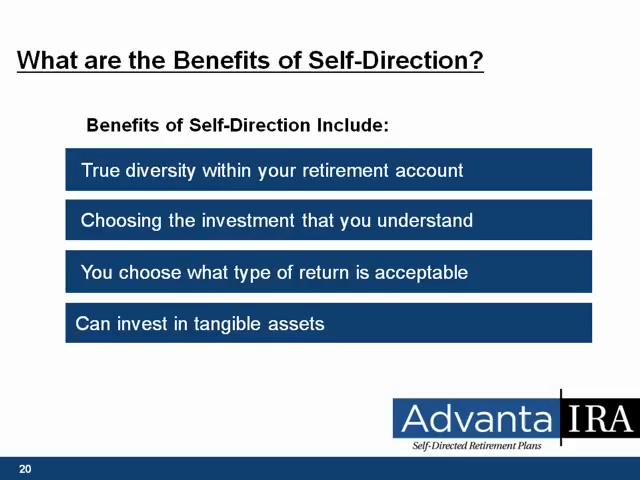 What are the Benefits of Self-Direction?
Benefits of Self-Direction Include:
True diversity within your retirement account
Choosing the investment that you understand
You choose what type of return is acceptable
Can invest in tangible assets
Advanta IRA
Self-Directed Retirement Plans
20